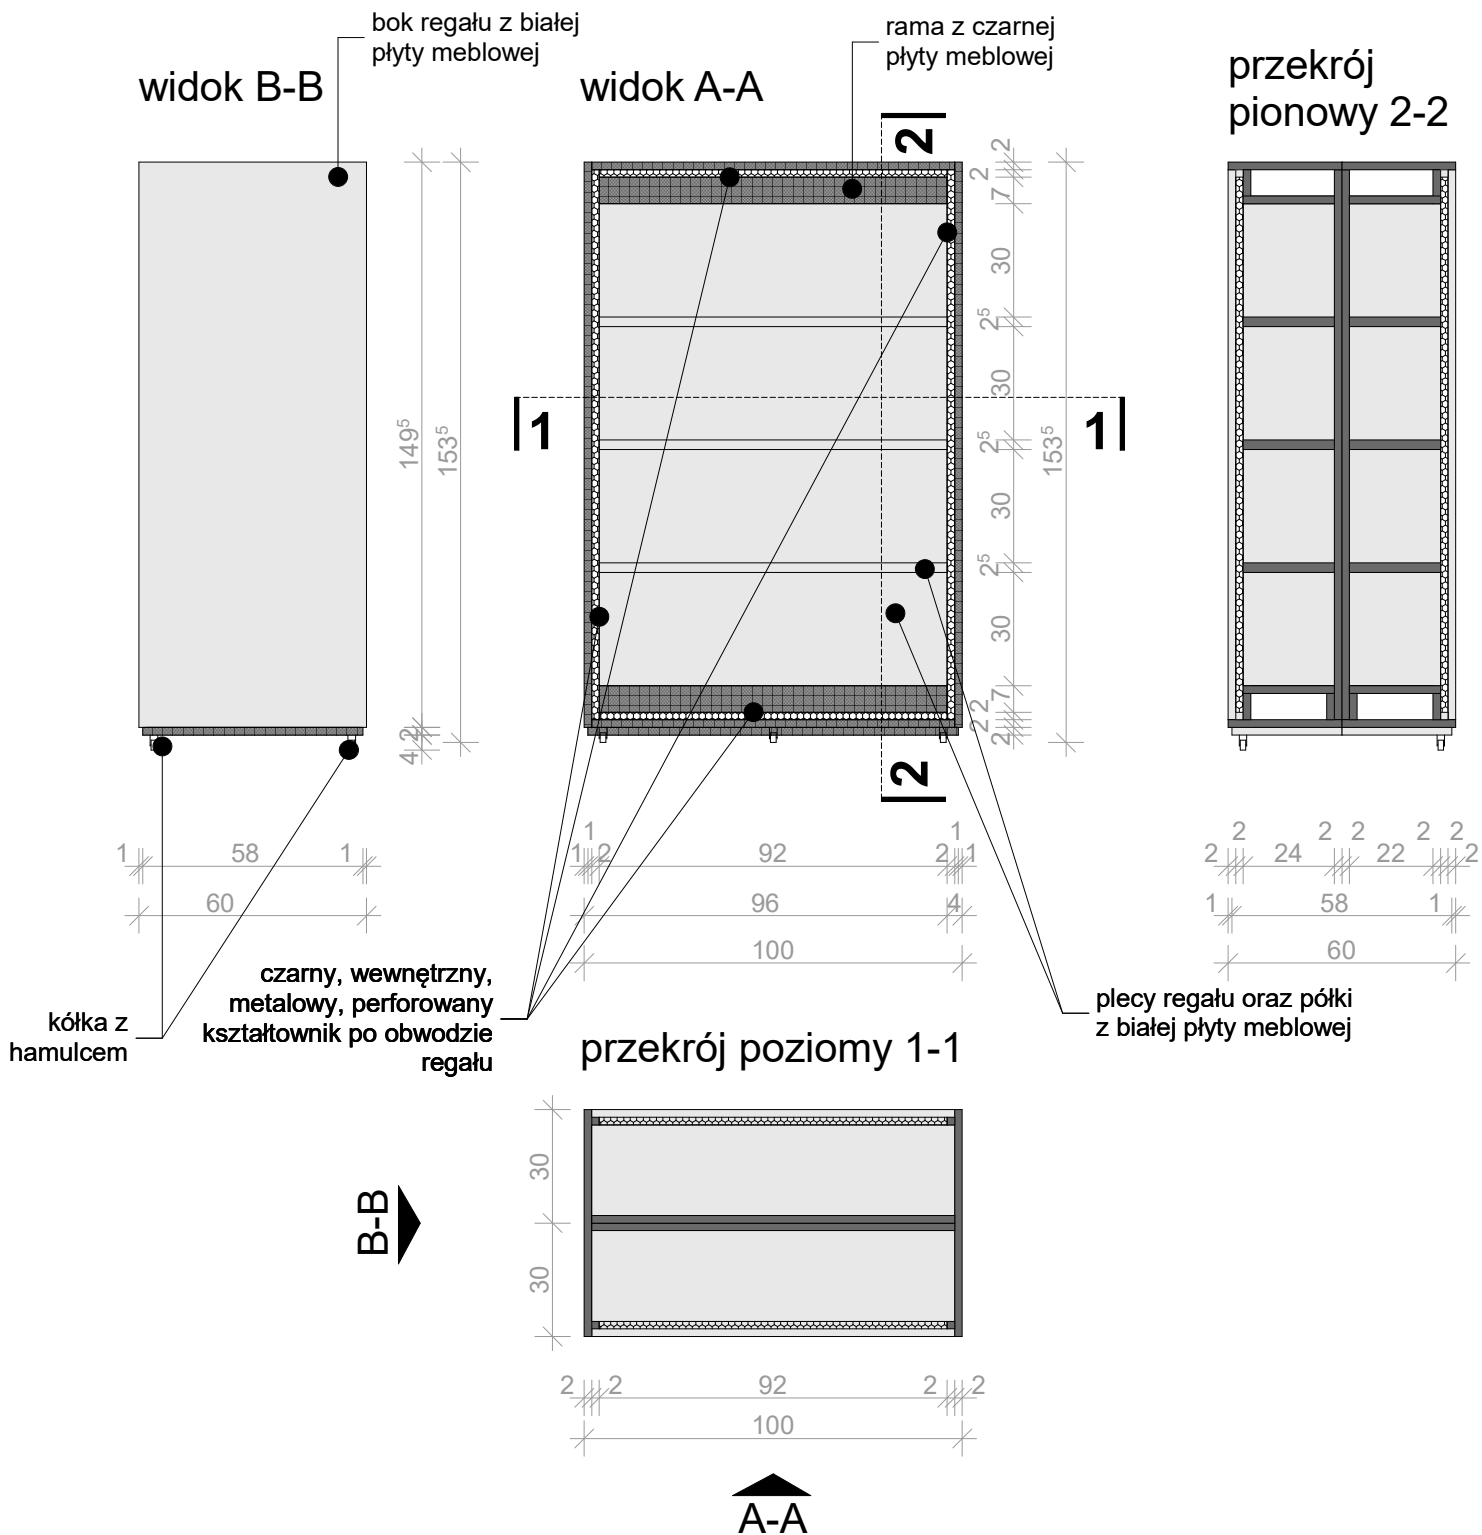 bok regału z białej
płyty meblowej
rama z czarnej
płyty meblowej
widok B-B
widok A-A
przekrój
pionowy 2-2
2
2
2
7
30
2⁵
30
2⁵
30
2⁵
30
7
2
2
2
153⁵
149⁵
153⁵
2
4
1
1
2
1 58 1
60
1
1
1 2 92 2 1
96 4
100
2 2 2 2 2
2 24 22 2
1 58 1
60
czarny, wewnętrzny,
metalowy, perforowany
kształtownik po obwodzie
regału
kółka z
hamulcem
plecy regału oraz półki
z białej płyty meblowej
przekrój poziomy 1-1
30
30
B-B
2 2 92 2 2
100
A-A